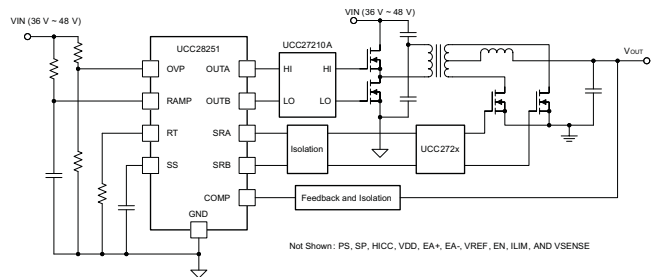 VIN (36 V ~ 48 V)
VIN (36 V ~ 48 V)
UCC28251
UCC27210A
VOUT
OVP
OUTA
HI
HI
RAMP
OUTB
LO
LO
RT
SRA
Isolation
UCC272x
SS
SRB
COMP
Feedback and Isolation
GND
Not Shown: PS, SP, HICC, VDD, EA+, EA-, VREF, EN, ILIM, AND VSENSE